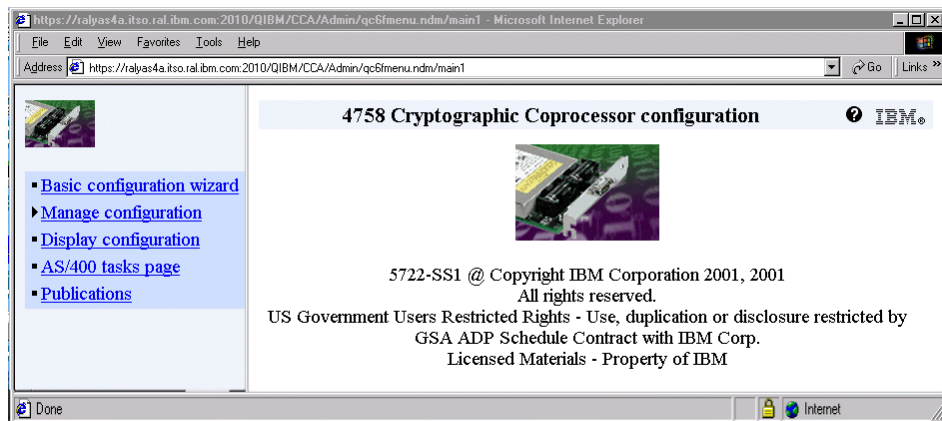 https://ralyas4a.itso.ral.ibm.com:2010/QIBM/CCA/Admin/qc6fmenu.ndm/main1 - Microsoft Internet Explorer
File Edit View Favorites Tools Help
Address https://ralyas4a.itso.ral.ibm.com:2010/QIBM/CCA/Admin/qc6fmenu.ndm/main1 Go Links »
4758 Cryptographic Coprocessor configuration ? IBM®
Basic configuration wizard
Manage configuration
Display configuration
AS/400 tasks page
Publications
5722-SS1 @ Copyright IBM Corporation 2001, 2001
All rights reserved.
US Government Users Restricted Rights - Use, duplication or disclosure restricted by
GSA ADP Schedule Contract with IBM Corp.
Licensed Materials - Property of IBM
Done Internet